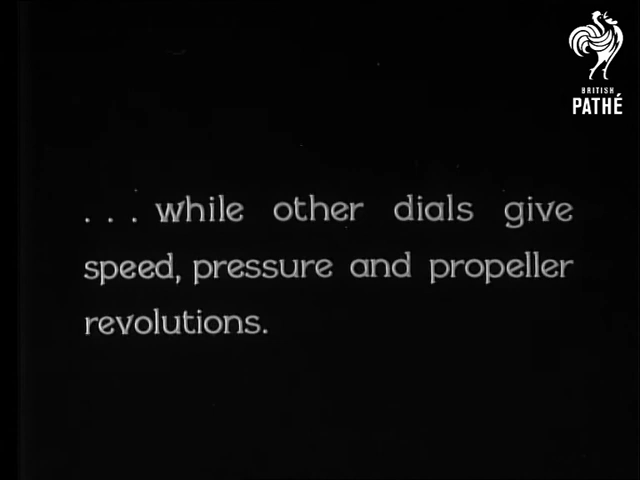 BRITISH
PATHÉ
. . . while other dials give
speed, pressure and propeller
revolutions.